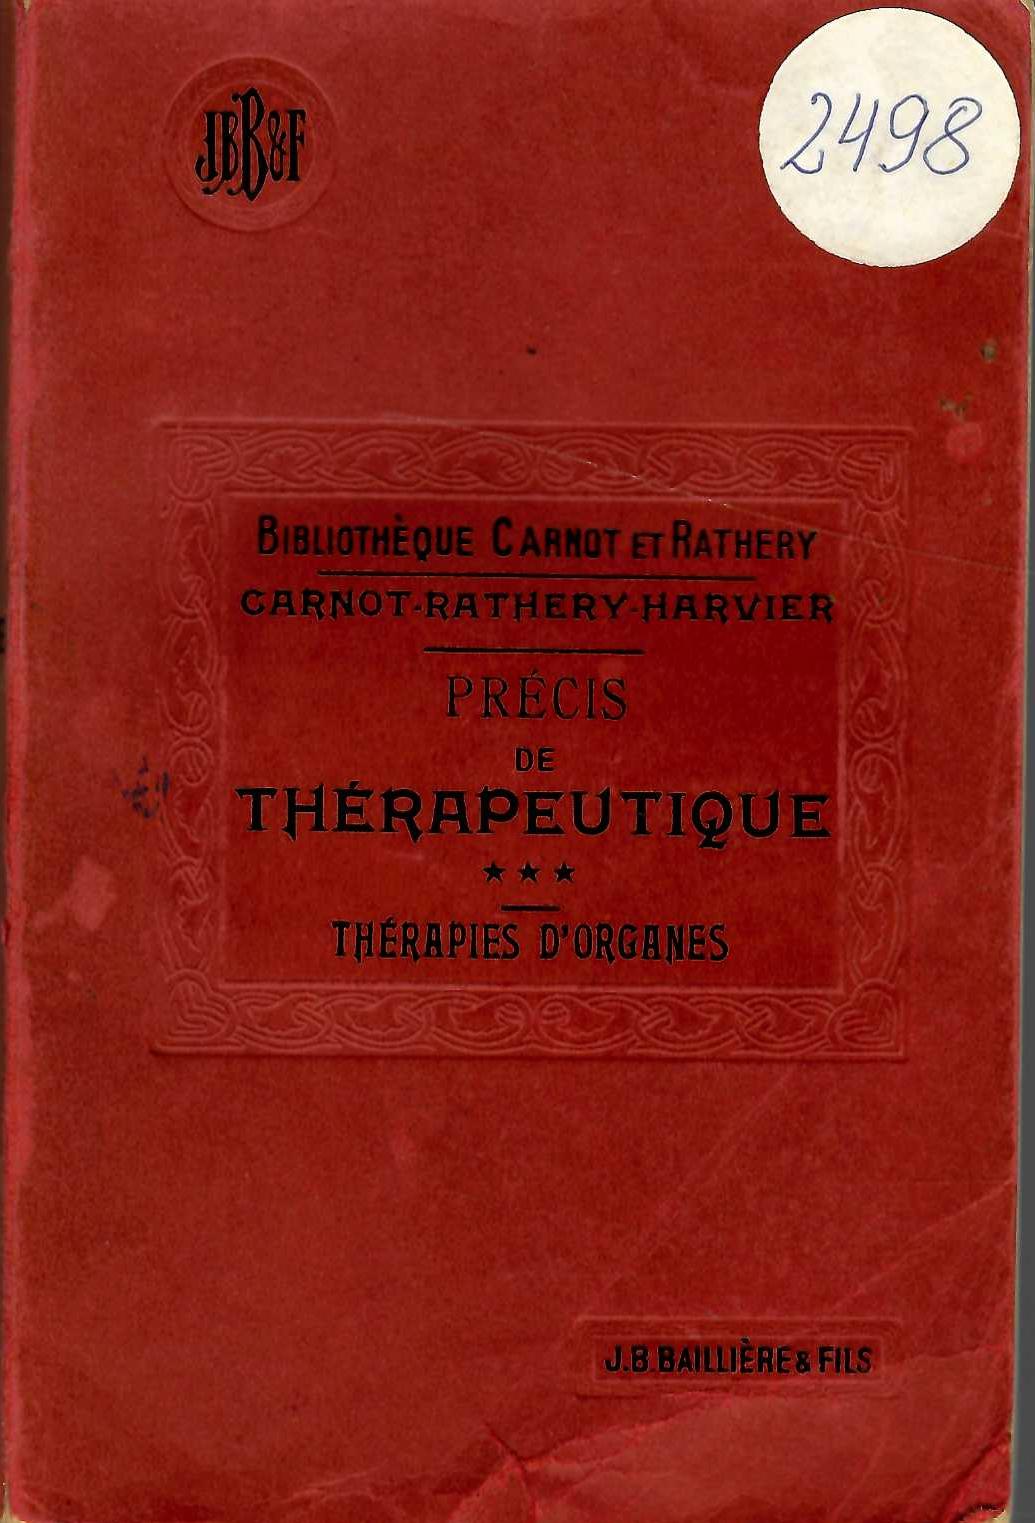 JBB&F
2498
BIBLIOTHÈQUE CARNOT ET RATHERY
CARNOT-RATHERY-HARVIER
PRÉCIS
DE
THÉRAPEUTIQUE
★★★
THÉRAPIES D'ORGANES
J.B.BAILLIÈRE & FILS